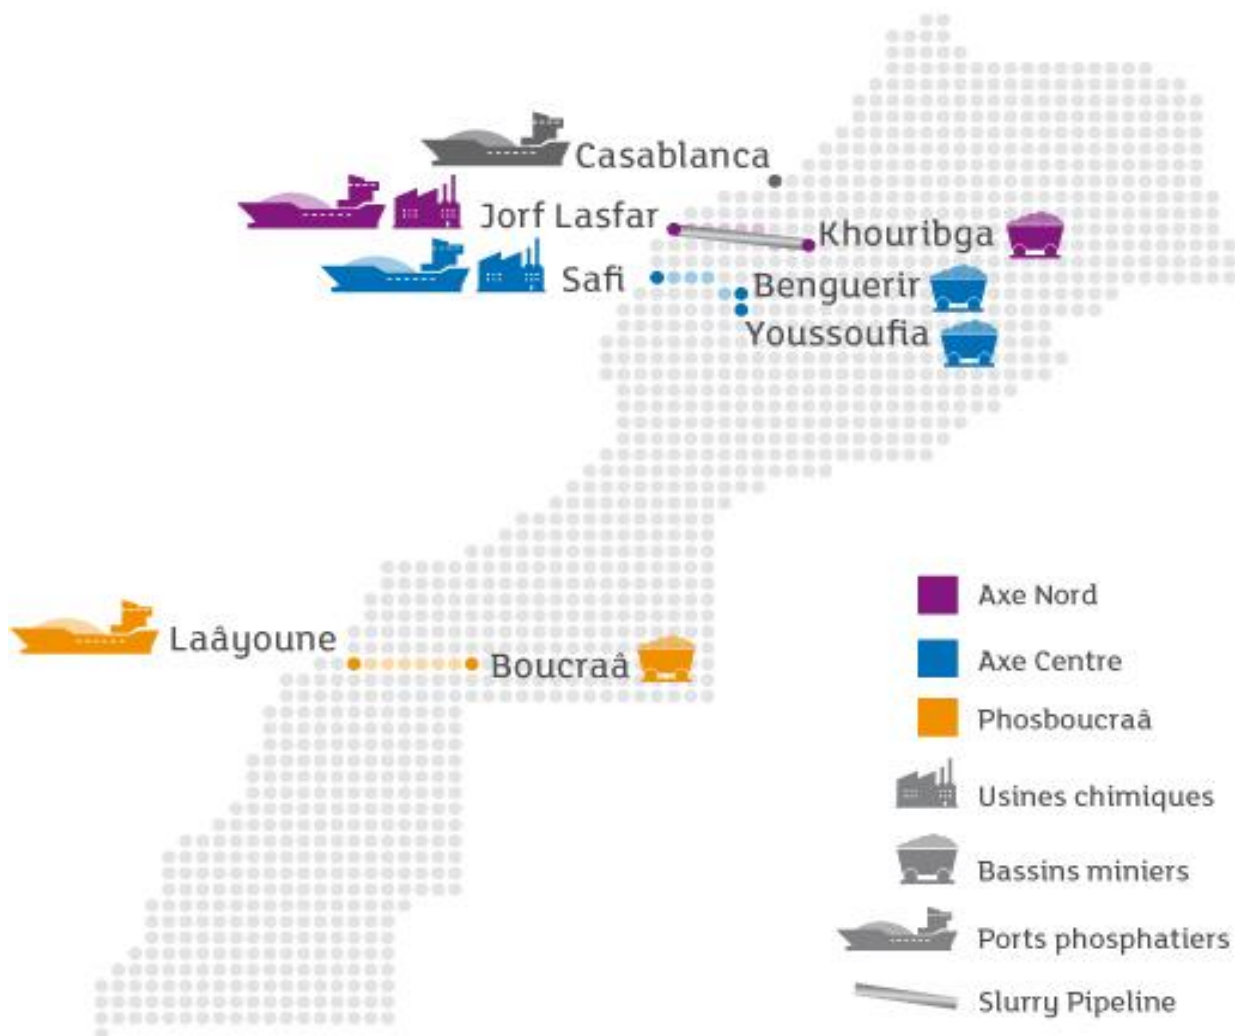 Casablanca
Jorf Lasfar
Khouribga
Safi
Benguerir
Youssoufia
Laâyoune
Boucraâ
Axe Nord
Axe Centre
Phosboucraâ
Usines chimiques
Bassins miniers
Ports phosphatiers
Slurry Pipeline